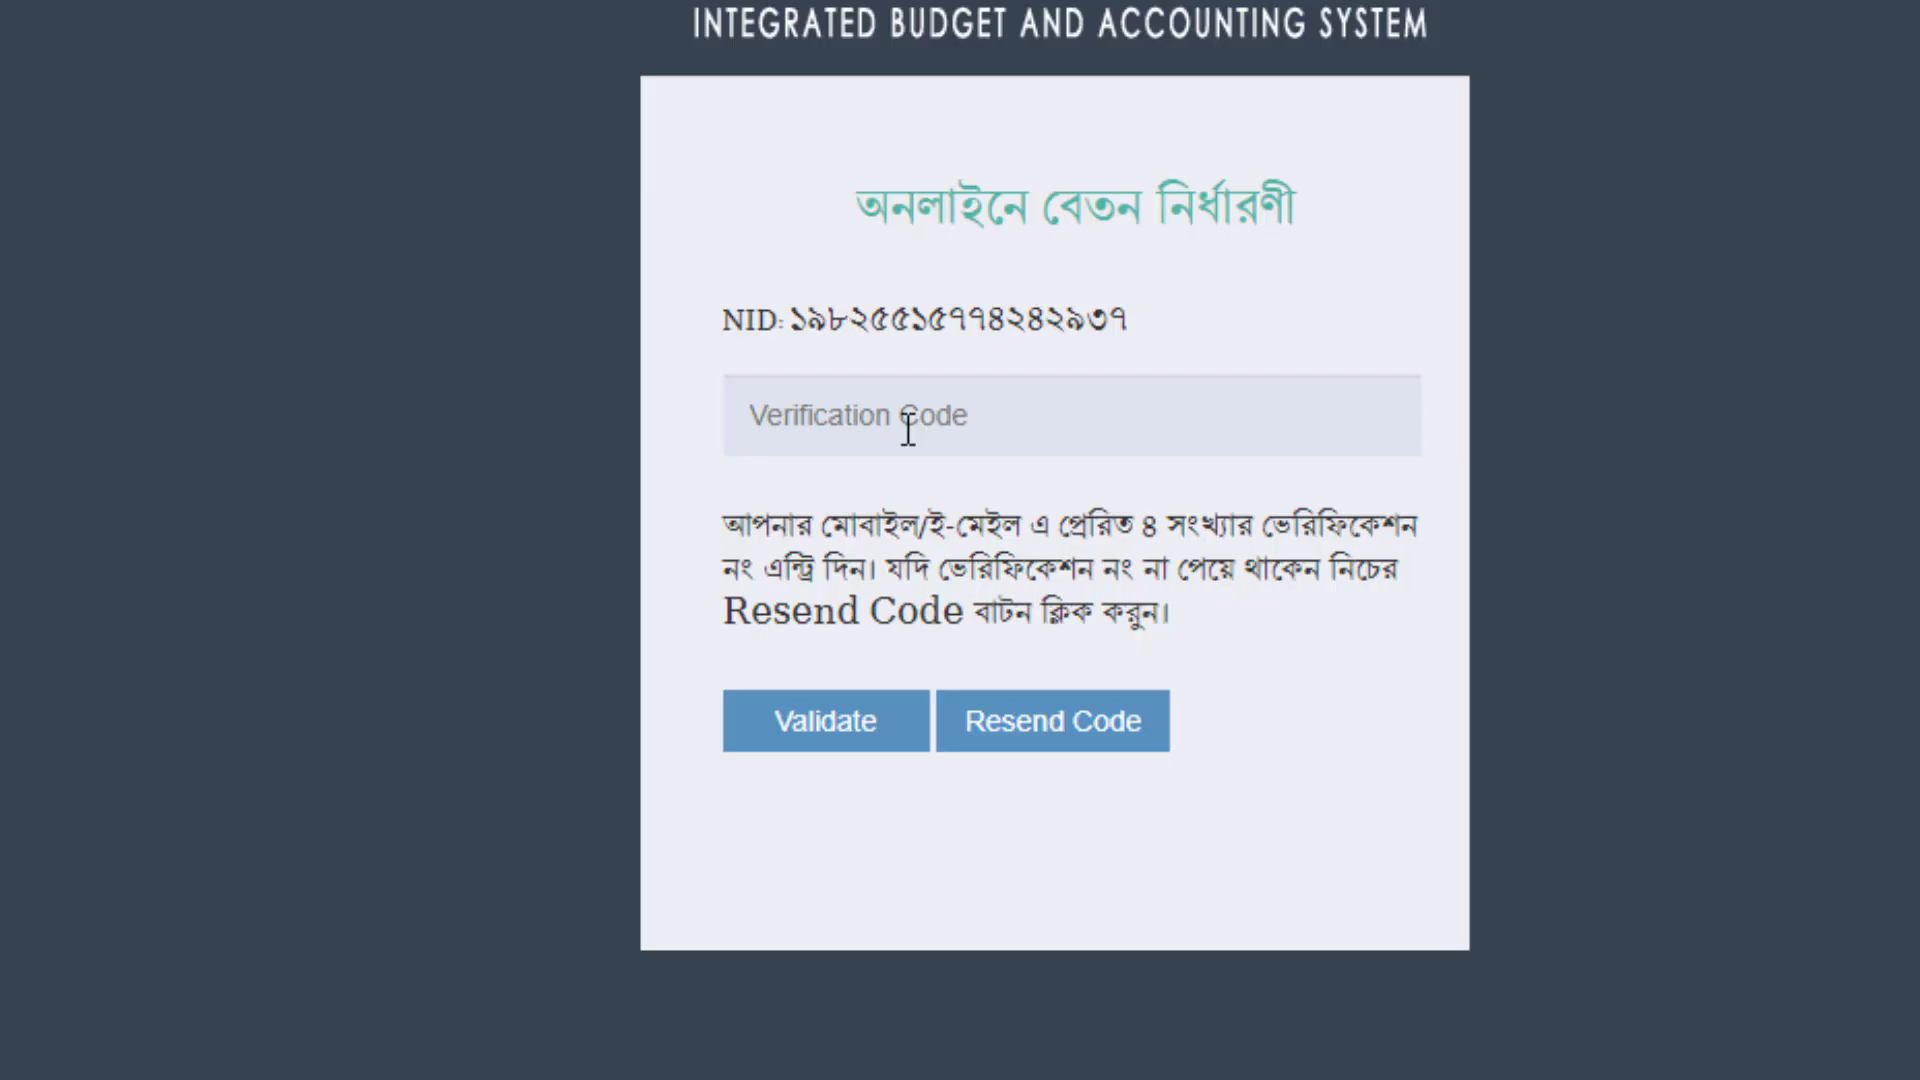 INTEGRATED BUDGET AND ACCOUNTING SYSTEM
অনলাইনে বেতন নির্ধারণী
NID: ১৯৮২৫৫১৫৭৭৪২৪২৯৩৭
Verification Code
আপনার মোবাইল/ই-মেইল এ প্রেরিত ৪ সংখ্যার ভেরিফিকেশন
নং এন্ট্রি দিন। যদি ভেরিফিকেশন নং না পেয়ে থাকেন নিচের
Resend Code বাটন ক্লিক করুন।
Validate Resend Code